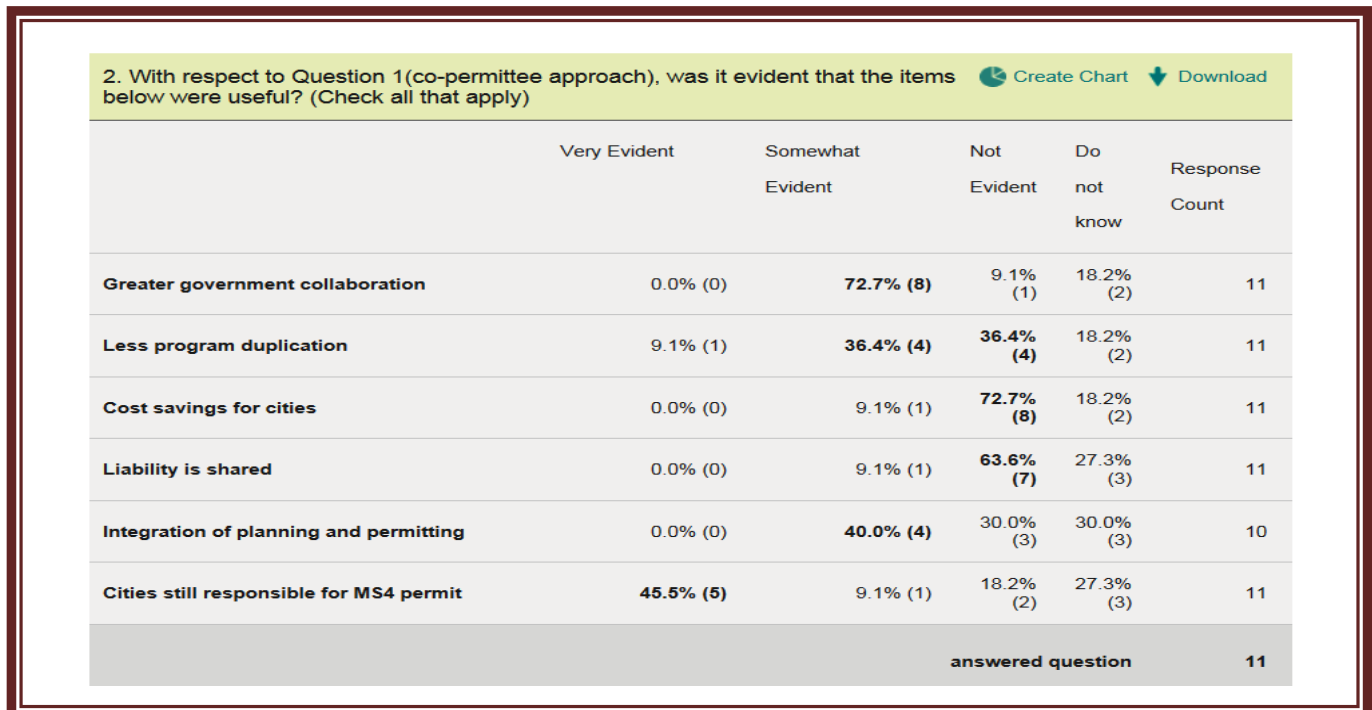 2. With respect to Question 1(co-permittee approach), was it evident that the items below were useful? (Check all that apply)
Create Chart Download
Very Evident Somewhat Evident Not Evident Do not know Response Count
Greater government collaboration 0.0% (0) 72.7% (8) 9.1% (1) 18.2% (2) 11
Less program duplication 9.1% (1) 36.4% (4) 36.4% (4) 18.2% (2) 11
Cost savings for cities 0.0% (0) 9.1% (1) 72.7% (8) 18.2% (2) 11
Liability is shared 0.0% (0) 9.1% (1) 63.6% (7) 27.3% (3) 11
Integration of planning and permitting 0.0% (0) 40.0% (4) 30.0% (3) 30.0% (3) 10
Cities still responsible for MS4 permit 45.5% (5) 9.1% (1) 18.2% (2) 27.3% (3) 11
answered question 11